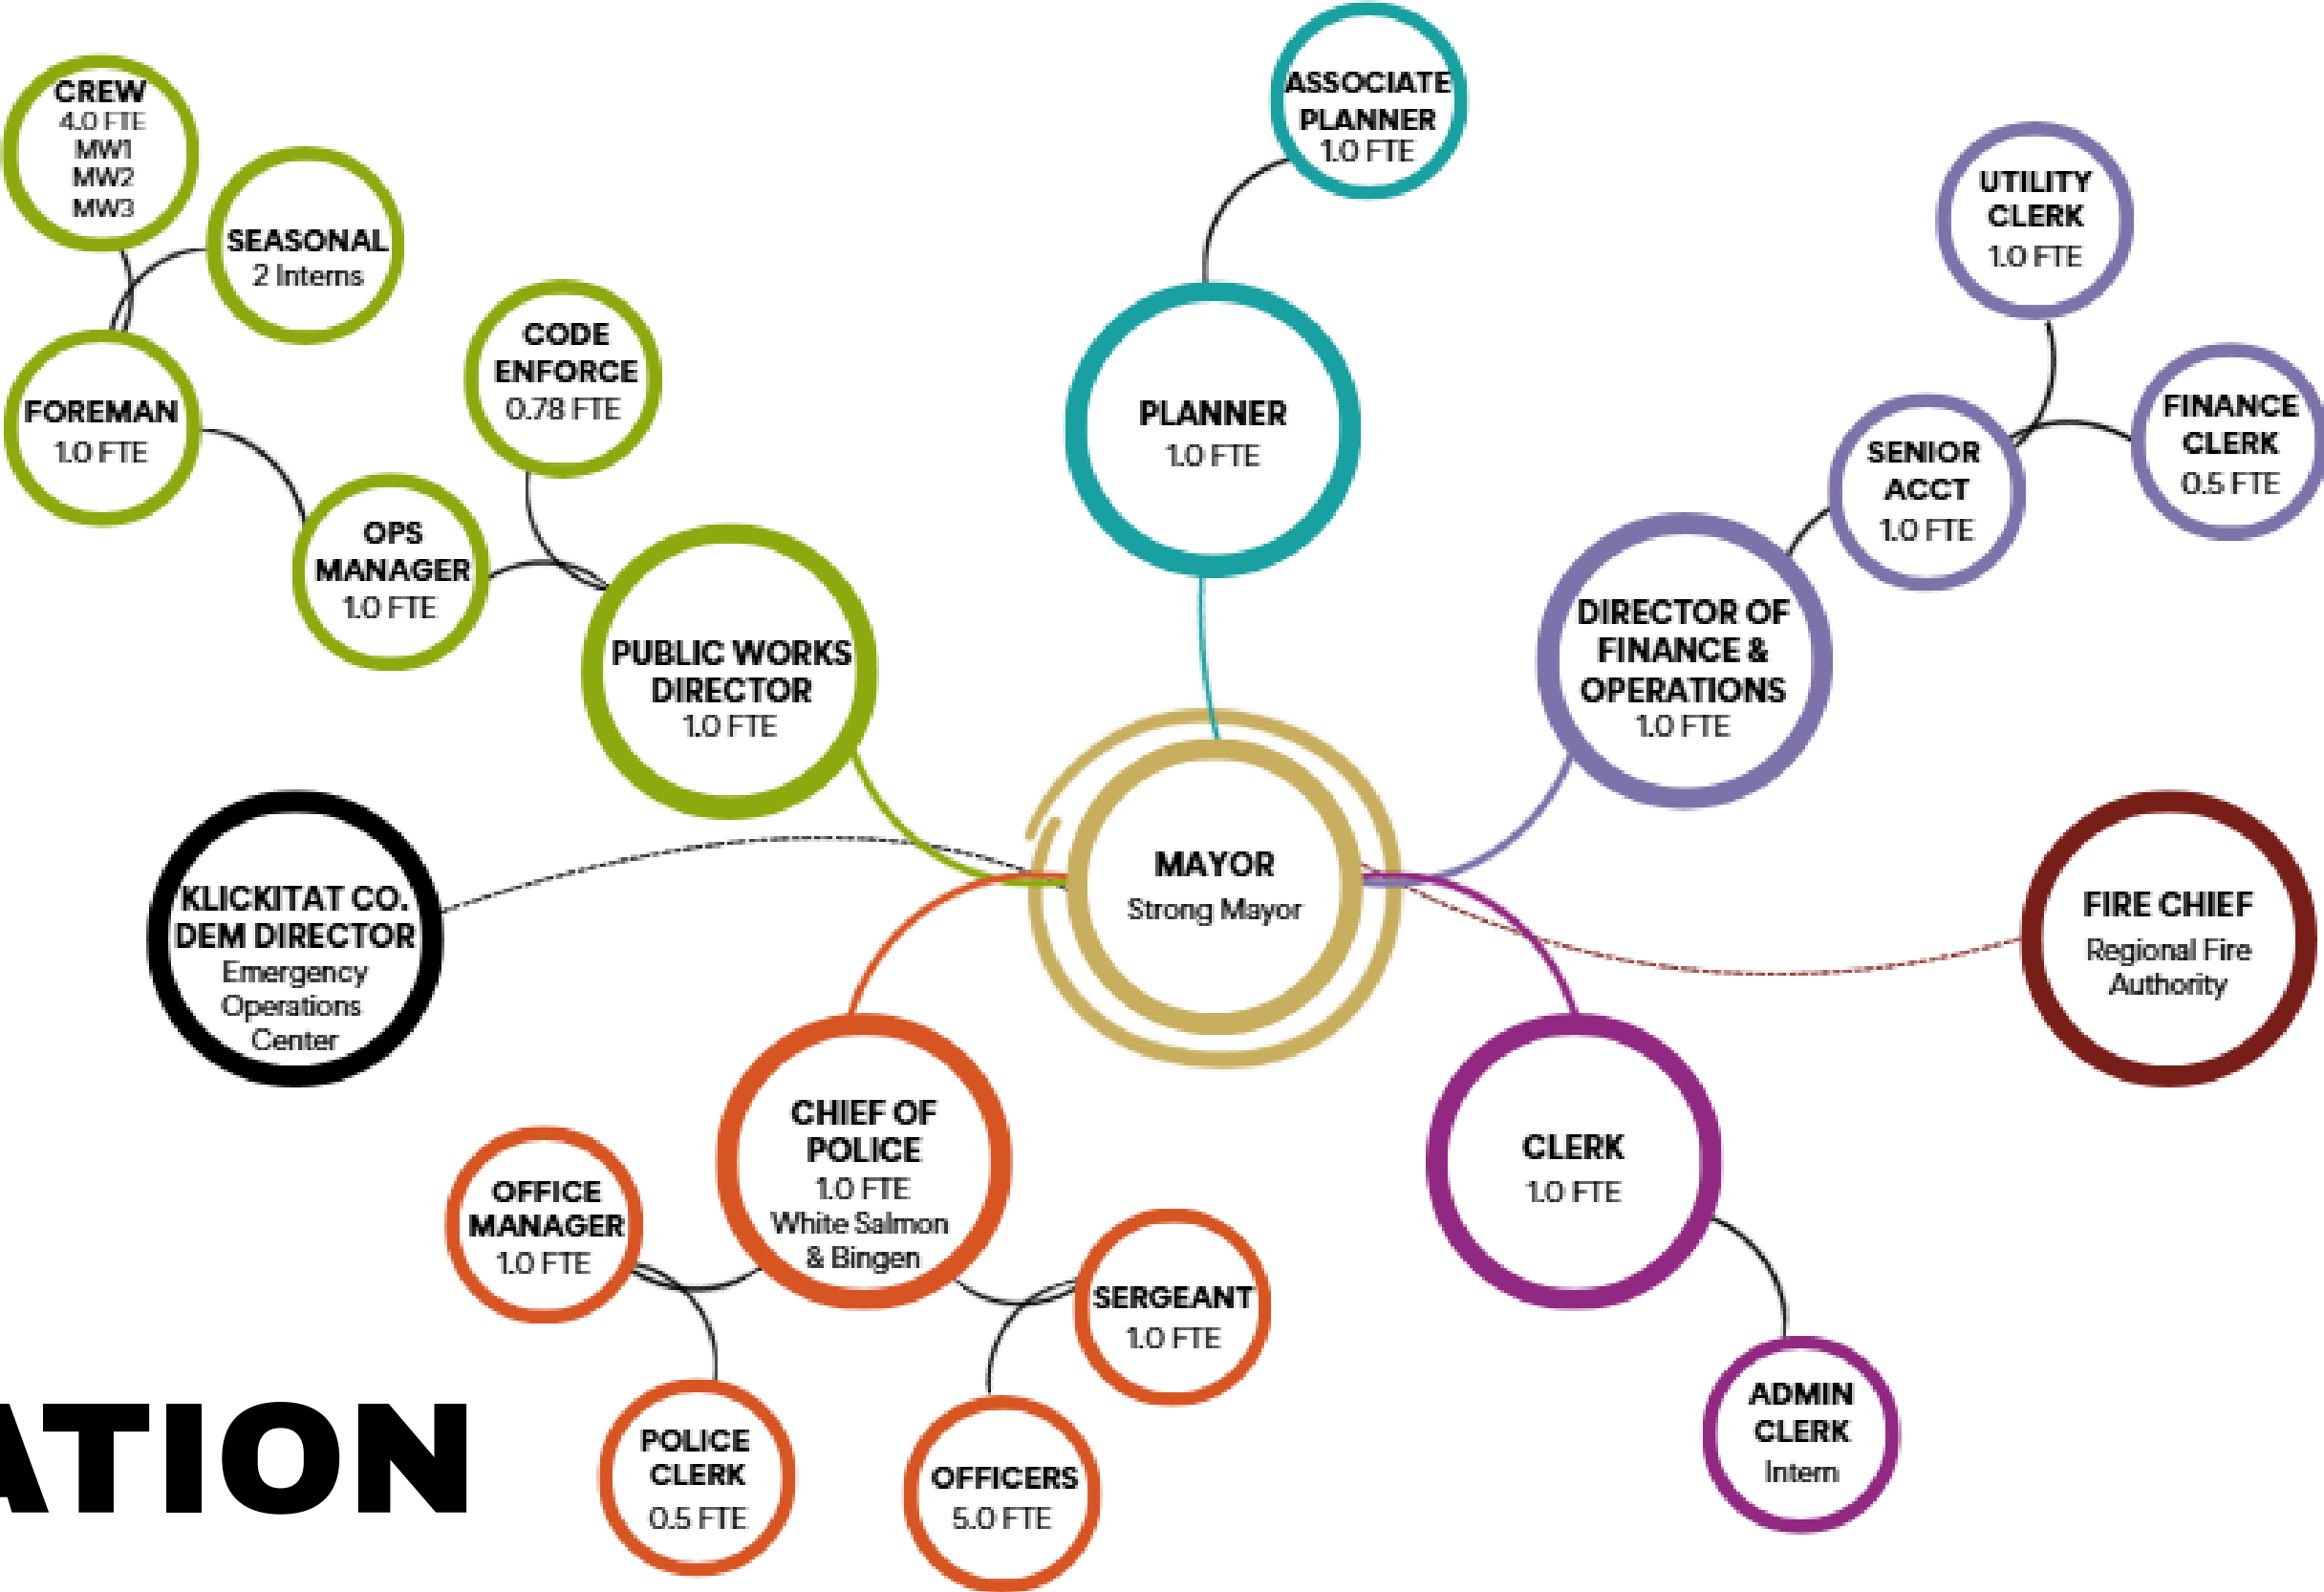 CREW
4.0 FTE
MW1
MW2
MW3
SEASONAL
2 Interns
FOREMAN
1.0 FTE
CODE
ENFORCE
0.78 FTE
OPS
MANAGER
1.0 FTE
PUBLIC WORKS
DIRECTOR
1.0 FTE
ASSOCIATE
PLANNER
1.0 FTE
PLANNER
1.0 FTE
UTILITY
CLERK
1.0 FTE
FINANCE
CLERK
0.5 FTE
SENIOR
ACCT
1.0 FTE
DIRECTOR OF
FINANCE &
OPERATIONS
1.0 FTE
MAYOR
Strong Mayor
KLICKITAT CO.
DEM DIRECTOR
Emergency
Operations
Center
FIRE CHIEF
Regional Fire
Authority
CHIEF OF
POLICE
1.0 FTE
White Salmon
& Bingen
OFFICE
MANAGER
1.0 FTE
SERGEANT
1.0 FTE
POLICE
CLERK
0.5 FTE
OFFICERS
5.0 FTE
CLERK
1.0 FTE
ADMIN
CLERK
Intern
ATION